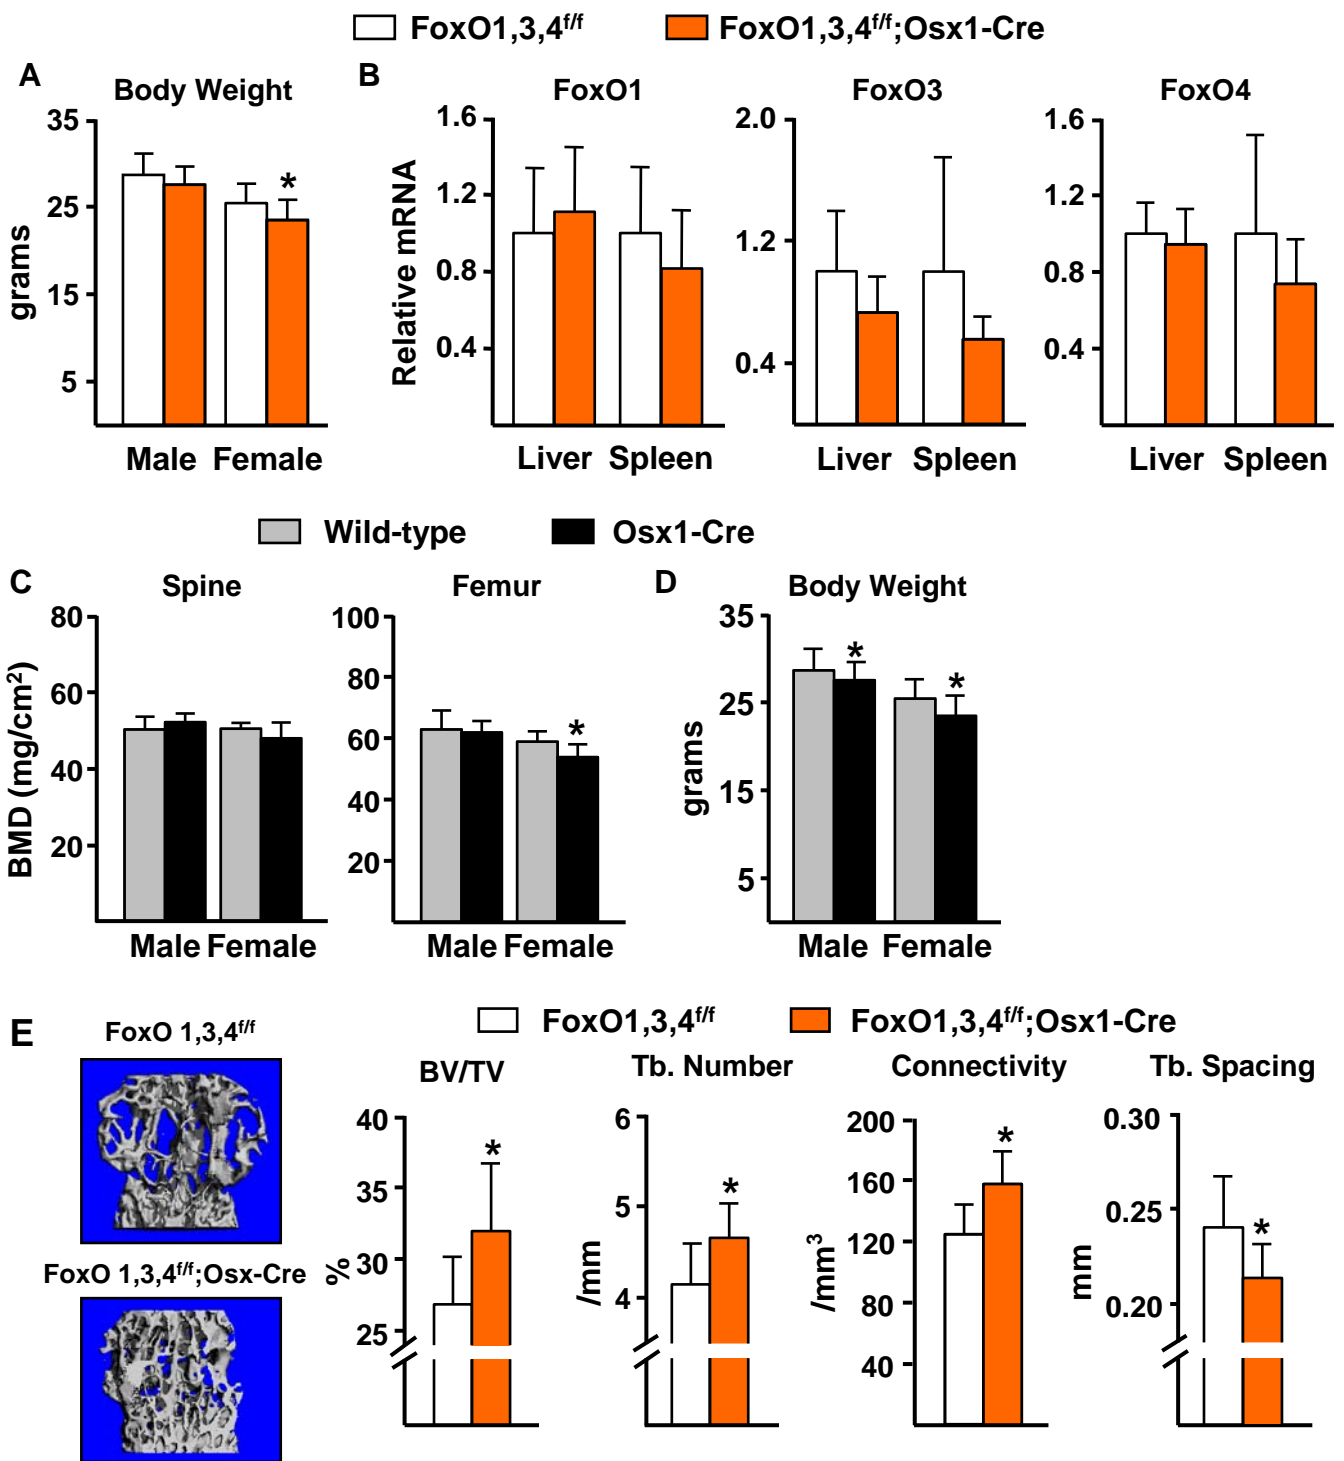 FoxO1,3,4f/f FoxO1,3,4f/f;Osx1-Cre
A
Body Weight
grams
35
25
15
5
*
Male Female
B
Relative mRNA
FoxO1
1.6
1.2
0.8
0.4
Liver Spleen
FoxO3
2.0
1.2
0.4
Liver Spleen
FoxO4
1.6
1.2
0.8
0.4
Liver Spleen
Wild-type Osx1-Cre
C
BMD (mg/cm²)
Spine
80
60
40
20
Male Female
Femur
100
80
60
40
20
*
Male Female
D
Body Weight
grams
35
25
15
5
* *
Male Female
E
FoxO 1,3,4f/f
FoxO 1,3,4f/f;Osx-Cre
FoxO1,3,4f/f FoxO1,3,4f/f;Osx1-Cre
BV/TV
%
40
35
30
25
*
Tb. Number
/mm
6
5
4
*
Connectivity
/mm³
200
160
120
80
40
*
Tb. Spacing
mm
0.30
0.25
0.20
*